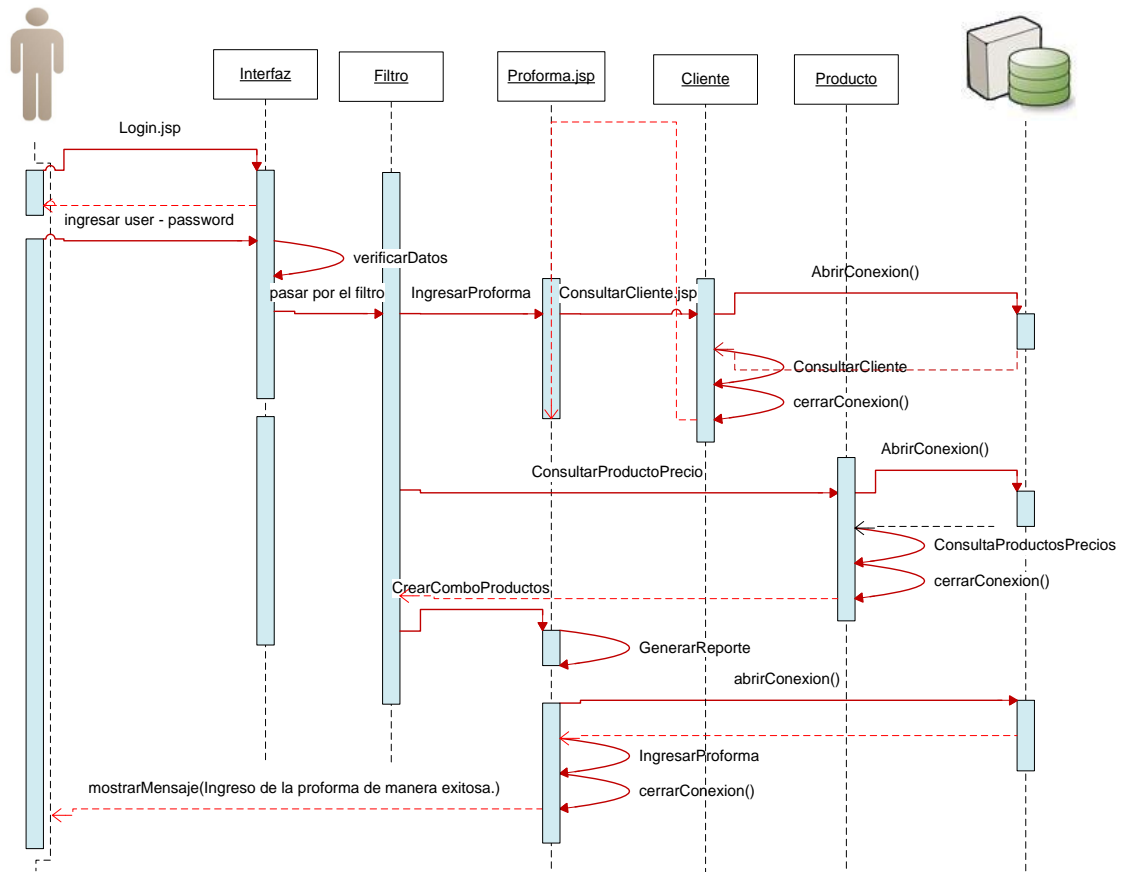 Interfaz
Filtro
Proforma.jsp
Cliente
Producto
Login.jsp
ingresar user - password
verificarDatos
pasar por el filtro
IngresarProforma
ConsultarCliente.jsp
AbrirConexion()
ConsultarCliente
cerrarConexion()
AbrirConexion()
ConsultarProductoPrecio
ConsultaProductosPrecios
cerrarConexion()
CrearComboProductos
GenerarReporte
abrirConexion()
IngresarProforma
mostrarMensaje(Ingreso de la proforma de manera exitosa.)
cerrarConexion()